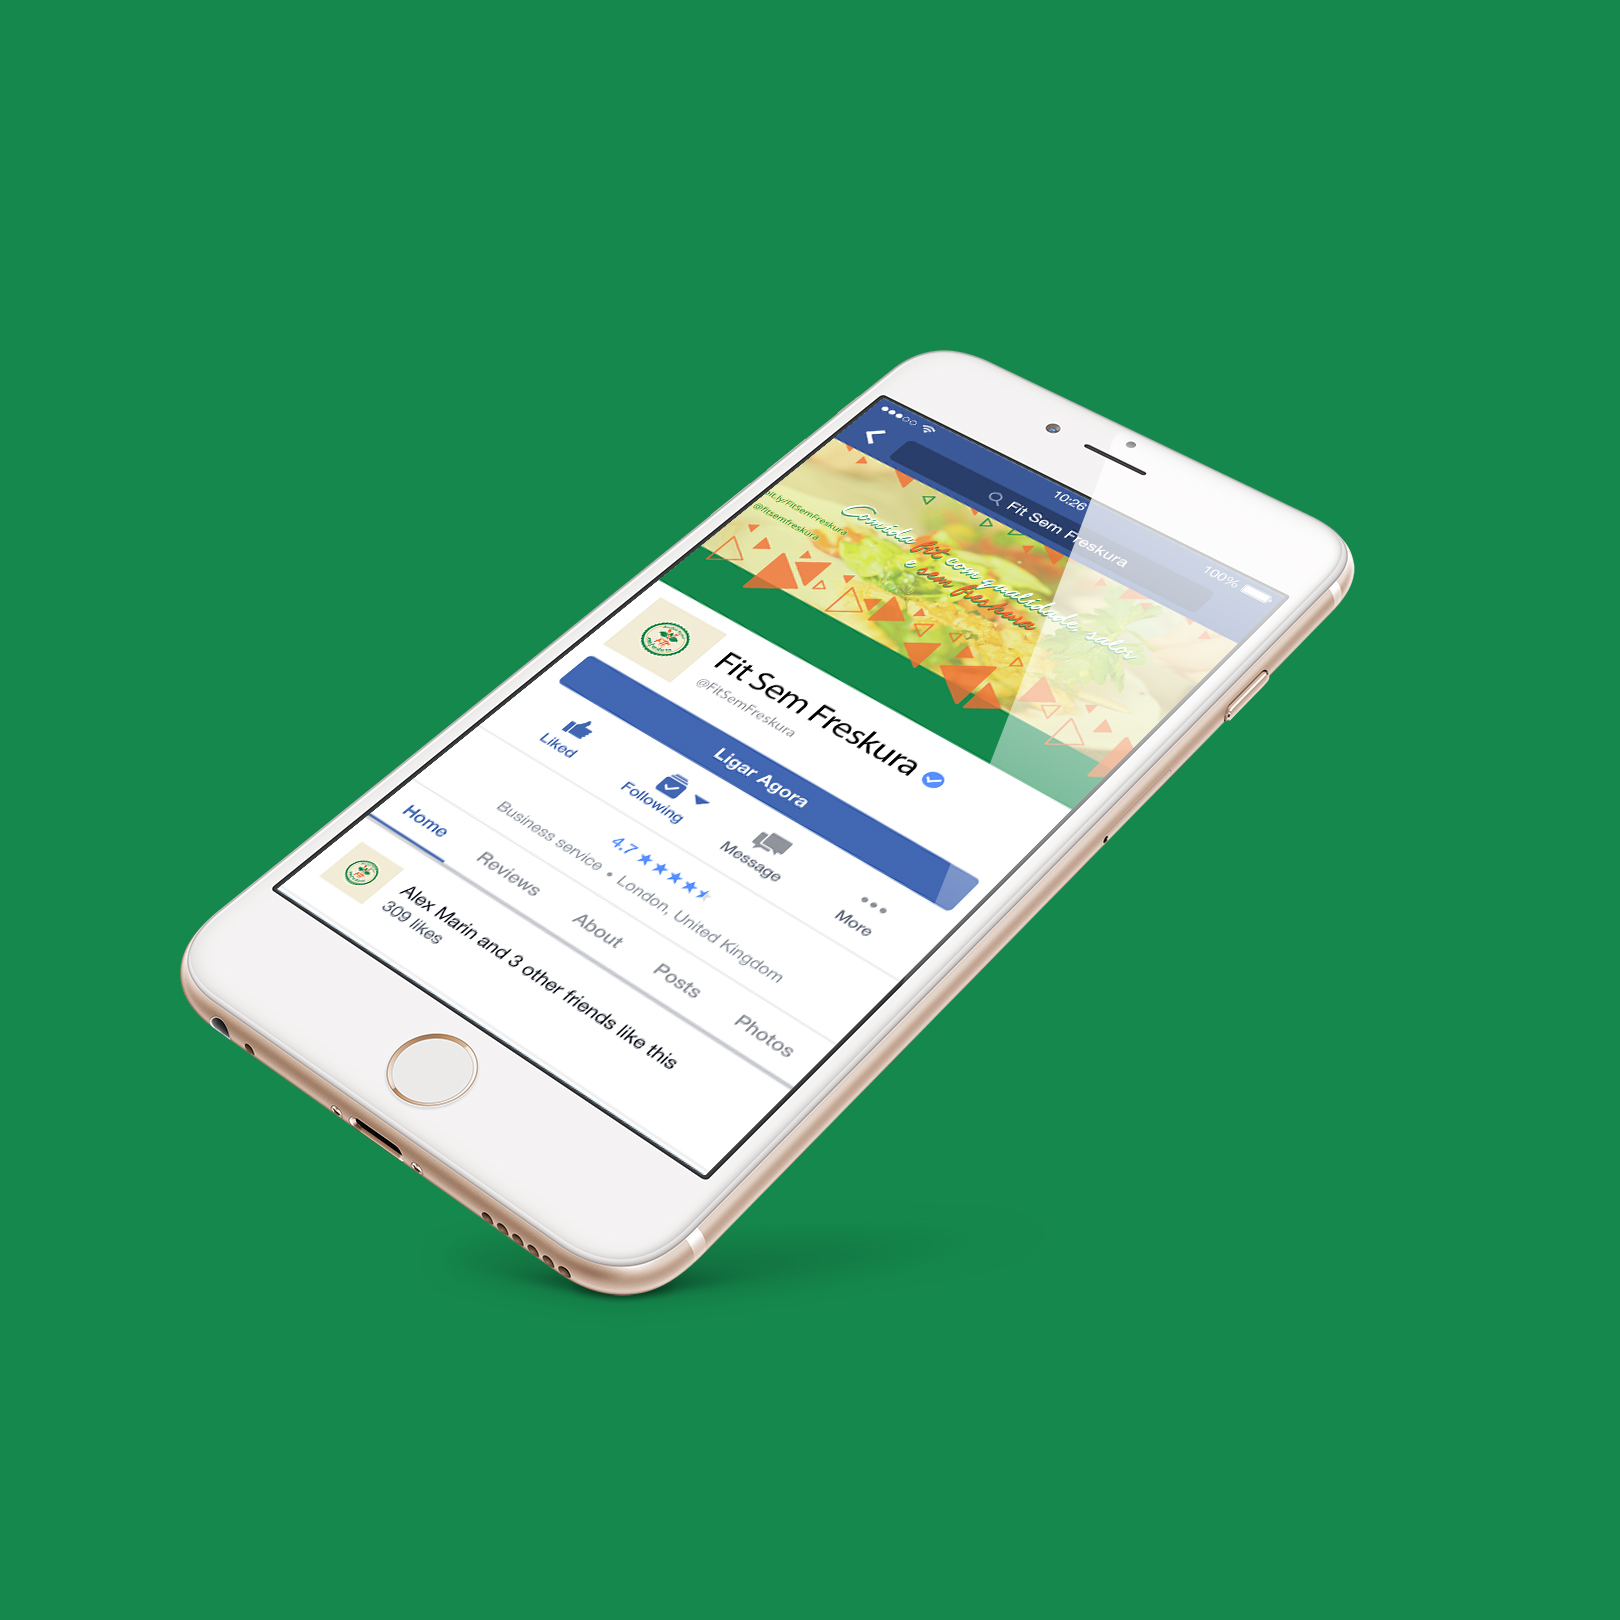 10:26
100%
Fit Sem Freskura
bit.ly/FitSemFreskura
@fitsemfreskura
Comida fit com qualidade, sabor
e sem freskura
Fit Sem Freskura
@FitSemFreskura
Ligar Agora
Liked
Following
Message
More
4.7
Business service • London, United Kingdom
Home
Reviews
About
Posts
Photos
Alex Marin and 3 other friends like this
309 likes